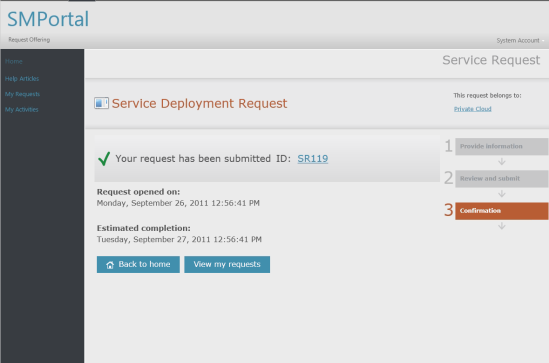 SMPortal
Request Offering
System Account
Home
Help Articles
My Requests
My Activities
Service Request
Service Deployment Request
This request belongs to:
Private Cloud
Your request has been submitted ID: SR119
Request opened on:
Monday, September 26, 2011 12:56:41 PM
Estimated completion:
Tuesday, September 27, 2011 12:56:41 PM
Back to home
View my requests
1 Provide information
2 Review and submit
3 Confirmation